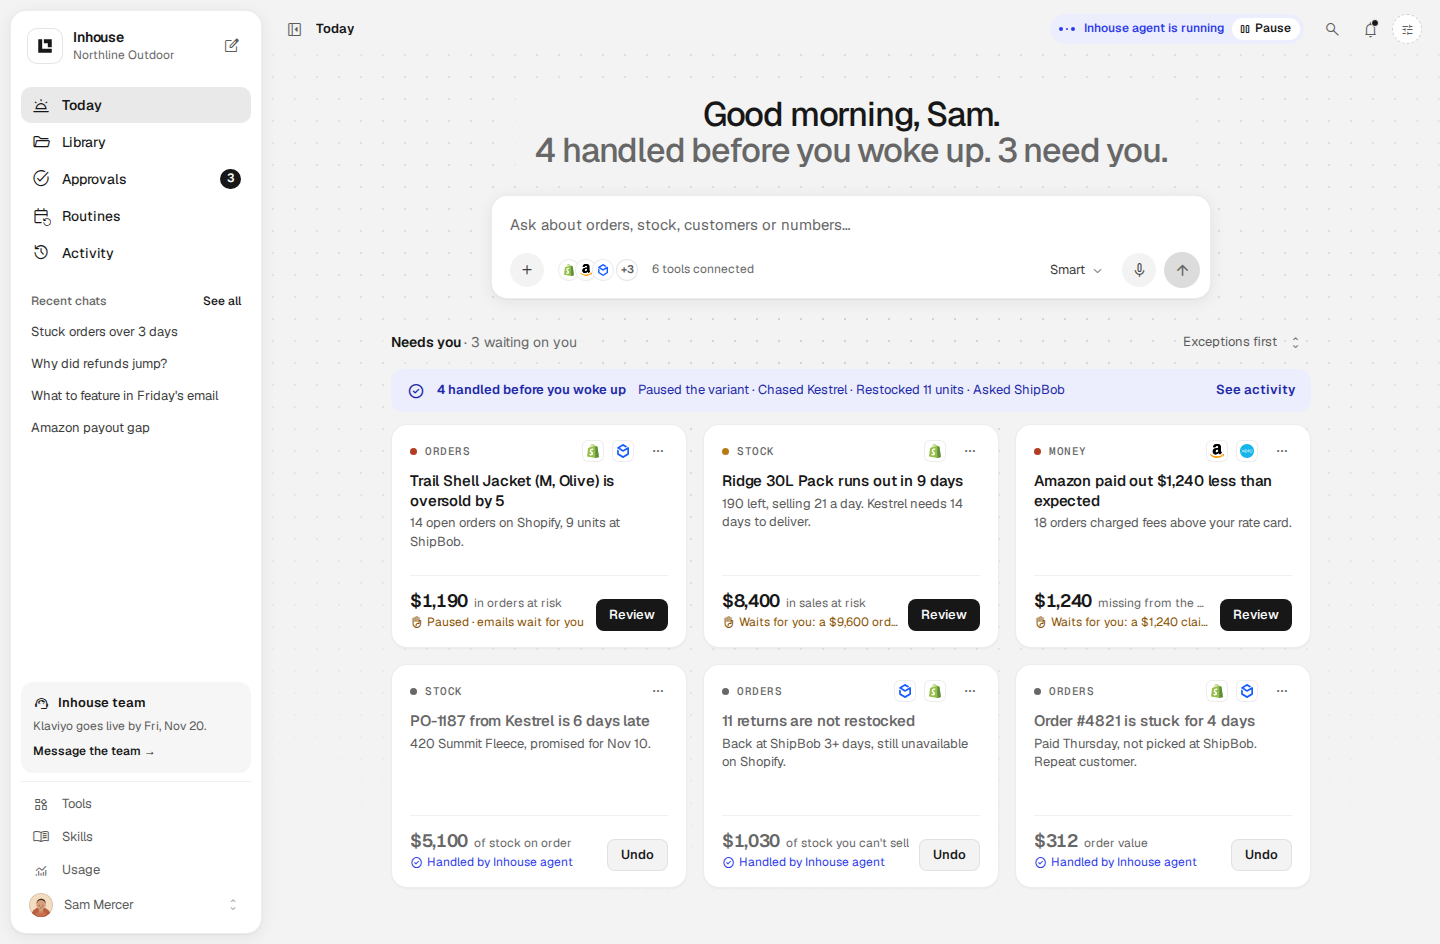 Inhouse
Northline Outdoor
Today
Library
Approvals
3
Routines
Activity
Recent chats
See all
Stuck orders over 3 days
Why did refunds jump?
What to feature in Friday's email
Amazon payout gap
Inhouse team
Klaviyo goes live by Fri, Nov 20.
Message the team →
Tools
Skills
Usage
Sam Mercer
Today
Inhouse agent is running
Pause
Good morning, Sam.
4 handled before you woke up. 3 need you.
Ask about orders, stock, customers or numbers...
+3
6 tools connected
Smart
Needs you · 3 waiting on you
Exceptions first
4 handled before you woke up Paused the variant · Chased Kestrel · Restocked 11 units · Asked ShipBob
See activity
ORDERS
Trail Shell Jacket (M, Olive) is
oversold by 5
14 open orders on Shopify, 9 units at
ShipBob.
$1,190 in orders at risk
Paused · emails wait for you
Review
STOCK
Ridge 30L Pack runs out in 9 days
190 left, selling 21 a day. Kestrel needs 14
days to deliver.
$8,400 in sales at risk
Waits for you: a $9,600 ord...
Review
MONEY
Amazon paid out $1,240 less than
expected
18 orders charged fees above your rate card.
$1,240 missing from the ...
Waits for you: a $1,240 clai...
Review
STOCK
PO-1187 from Kestrel is 6 days late
420 Summit Fleece, promised for Nov 10.
$5,100 of stock on order
Handled by Inhouse agent
Undo
ORDERS
11 returns are not restocked
Back at ShipBob 3+ days, still unavailable
on Shopify.
$1,030 of stock you can't sell
Handled by Inhouse agent
Undo
ORDERS
Order #4821 is stuck for 4 days
Paid Thursday, not picked at ShipBob.
Repeat customer.
$312 order value
Handled by Inhouse agent
Undo